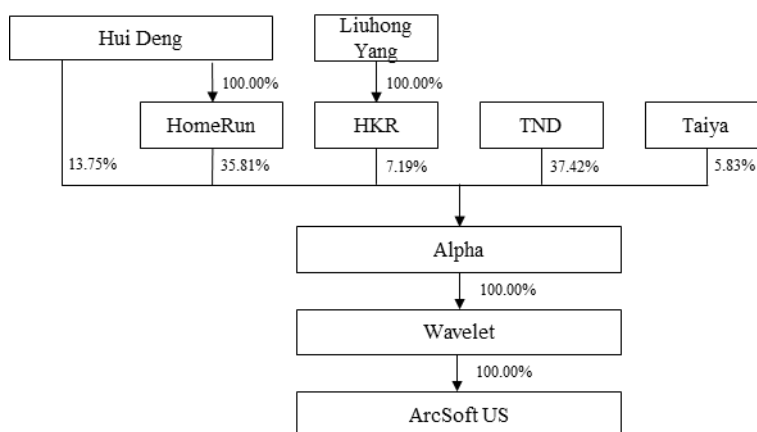 Hui Deng
Liuhong
Yang
100.00%
100.00%
HomeRun
HKR
TND
Taiya
13.75%
35.81%
7.19%
37.42%
5.83%
Alpha
100.00%
Wavelet
100.00%
ArcSoft US